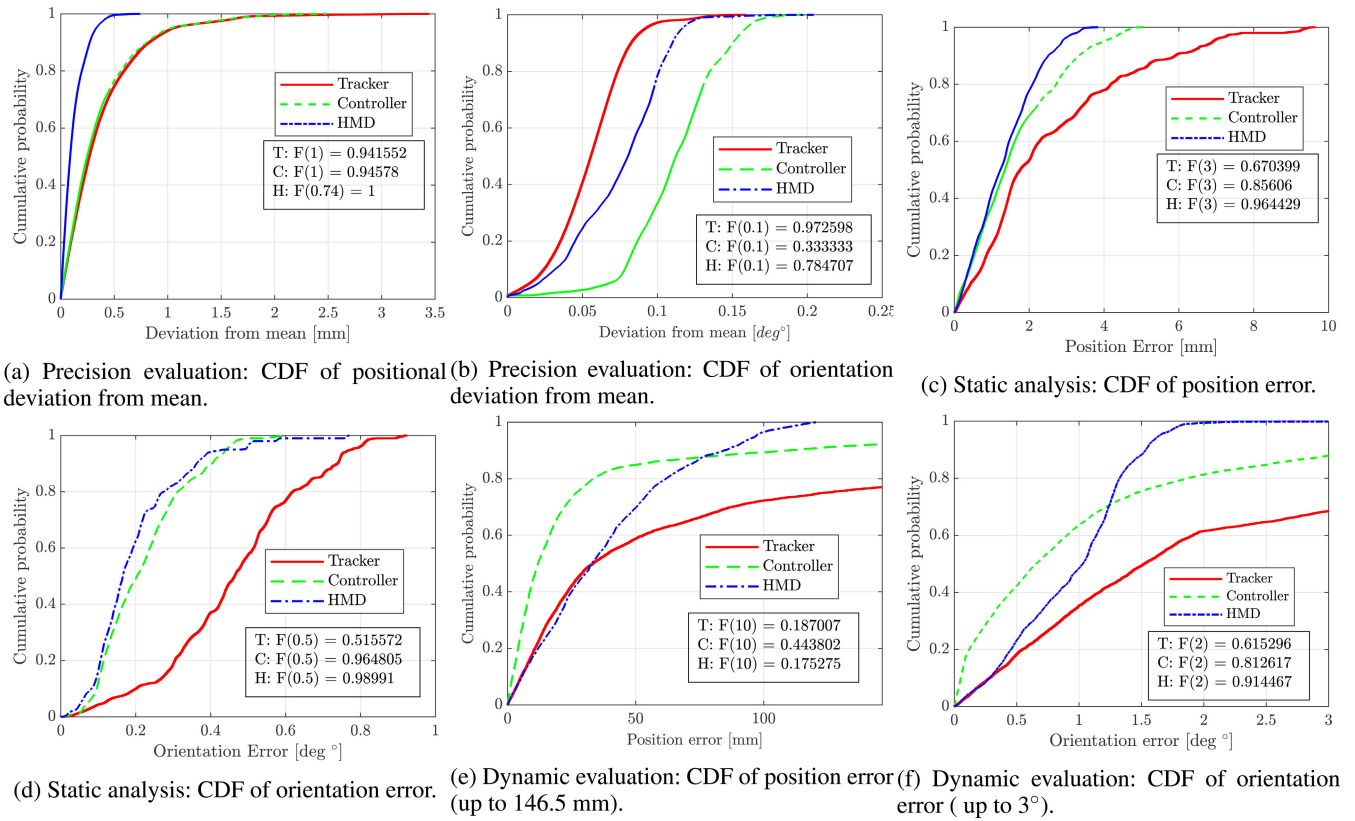 1
0.8
0.6
0.4
0.2
0
Cumulative probability
Tracker
Controller
HMD
T: F(1) = 0.941552
C: F(1) = 0.94578
H: F(0.74) = 1
0 0.5 1 1.5 2 2.5 3 3.5
Deviation from mean [mm]
(a) Precision evaluation: CDF of positional
deviation from mean.
1
0.8
0.6
0.4
0.2
0
Cumulative probability
Tracker
Controller
HMD
T: F(0.1) = 0.972598
C: F(0.1) = 0.333333
H: F(0.1) = 0.784707
0 0.05 0.1 0.15 0.2 0.25
Deviation from mean [deg°]
(b) Precision evaluation: CDF of orientation
deviation from mean.
1
0.8
0.6
0.4
0.2
0
Cumulative probability
Tracker
Controller
HMD
T: F(3) = 0.670399
C: F(3) = 0.85606
H: F(3) = 0.964429
0 2 4 6 8 10
Position Error [mm]
(c) Static analysis: CDF of position error.
1
0.8
0.6
0.4
0.2
0
Cumulative probability
Tracker
Controller
HMD
T: F(0.5) = 0.515572
C: F(0.5) = 0.964805
H: F(0.5) = 0.98991
0 0.2 0.4 0.6 0.8 1
Orientation Error [deg °]
(d) Static analysis: CDF of orientation error.
1
0.8
0.6
0.4
0.2
0
Cumulative probability
Tracker
Controller
HMD
T: F(10) = 0.187007
C: F(10) = 0.443802
H: F(10) = 0.175275
0 50 100
Position error [mm]
(e) Dynamic evaluation: CDF of position error
(up to 146.5 mm).
1
0.8
0.6
0.4
0.2
0
Cumulative probability
Tracker
Controller
HMD
T: F(2) = 0.615296
C: F(2) = 0.812617
H: F(2) = 0.914467
0 0.5 1 1.5 2 2.5 3
Orientation error [deg °]
(f) Dynamic evaluation: CDF of orientation
error ( up to 3°).